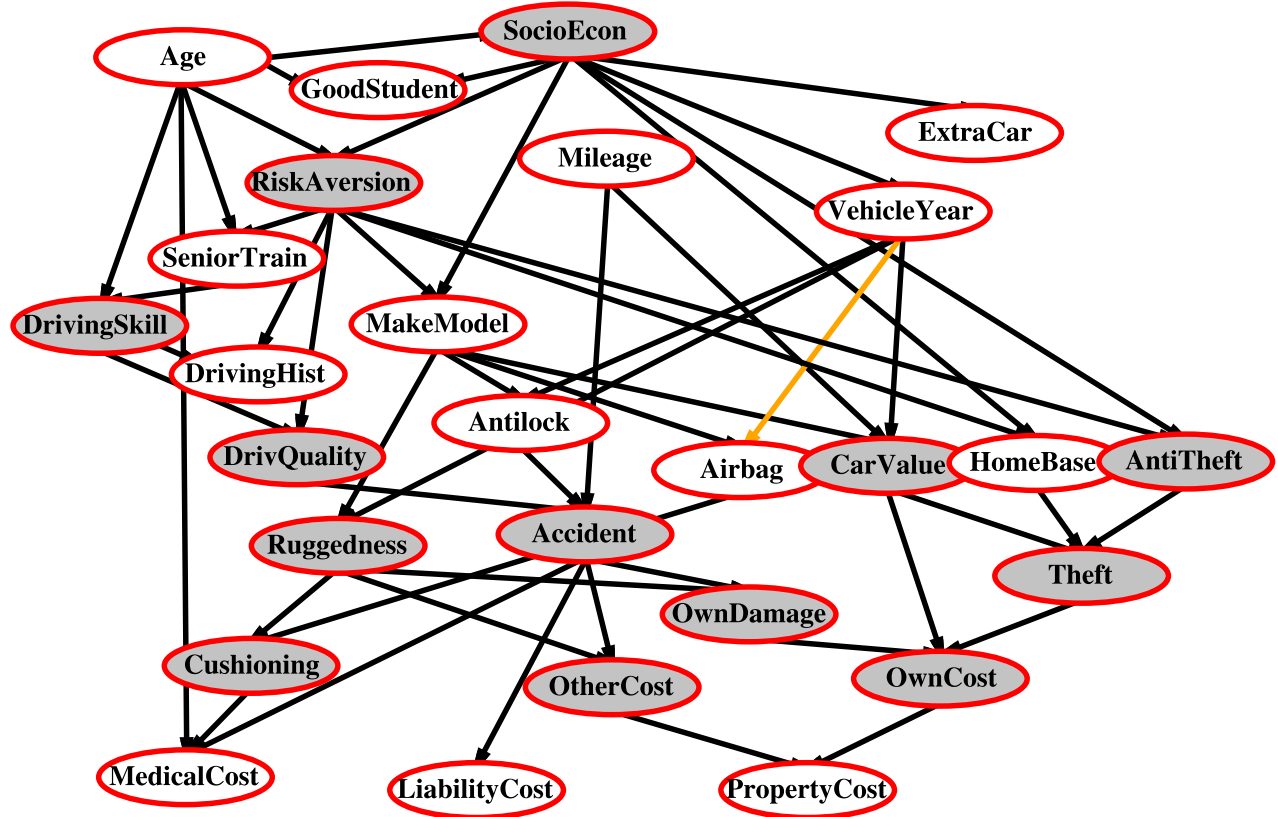 SocioEcon
Age
GoodStudent
ExtraCar
Mileage
RiskAversion
VehicleYear
SeniorTrain
DrivingSkill
MakeModel
DrivingHist
Antilock
DrivQuality
Airbag
CarValue
HomeBase
AntiTheft
Accident
Ruggedness
Theft
OwnDamage
Cushioning
OtherCost
OwnCost
MedicalCost
LiabilityCost
PropertyCost